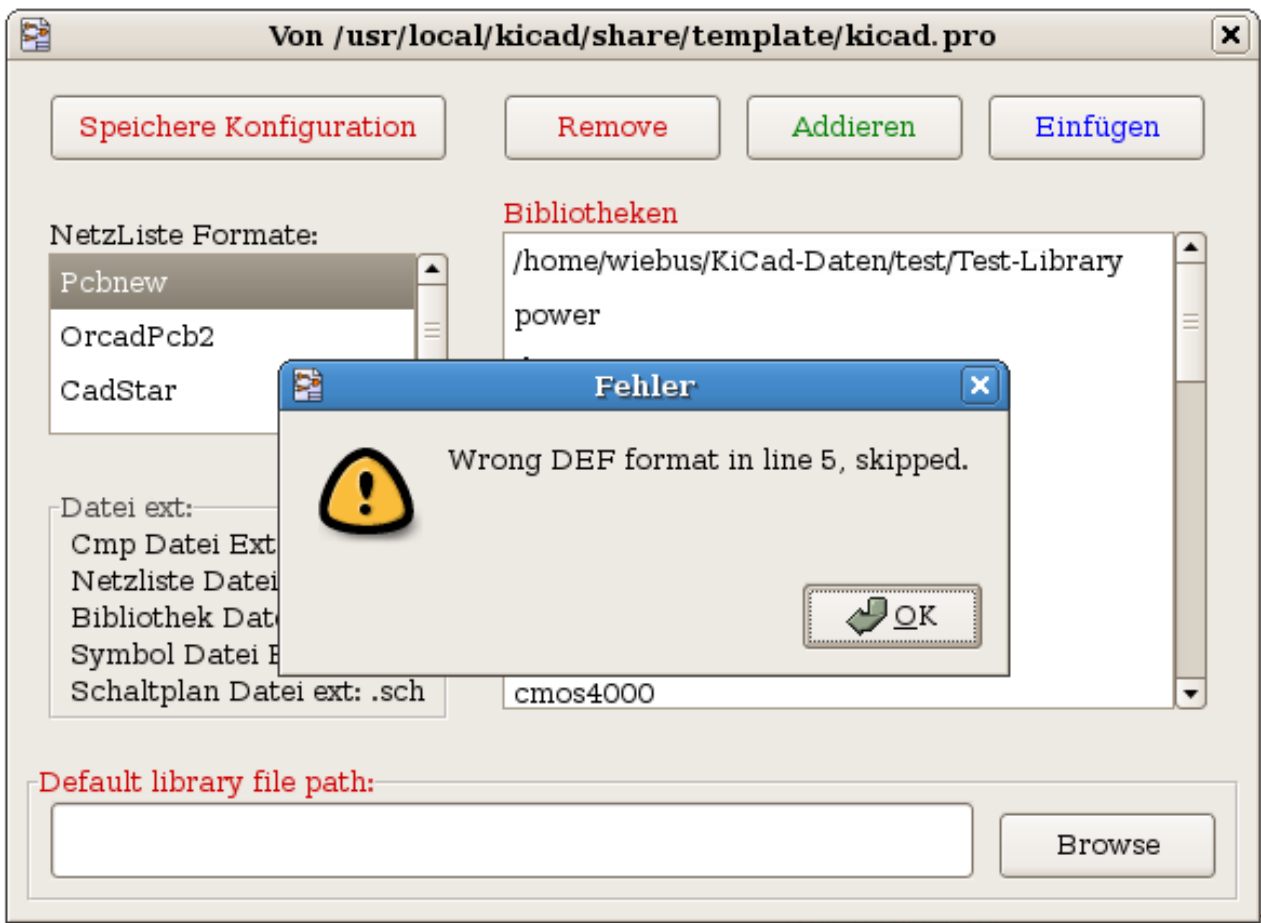 Von /usr/local/kicad/share/template/kicad.pro
Speichere Konfiguration
Remove
Addieren
Einfügen
NetzListe Formate:
Pcbnew
OrcadPcb2
CadStar
Bibliotheken
/home/wiebus/KiCad-Daten/test/Test-Library
power
cmos4000
Fehler
Wrong DEF format in line 5, skipped.
OK
Datei ext:
Cmp Datei Ext
Netzliste Datei
Bibliothek
Symbol Datei
Schaltplan Datei ext: .sch
Default library file path:
Browse